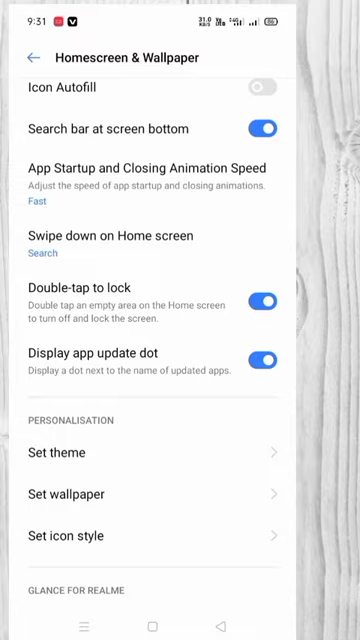 9:31
Homescreen & Wallpaper
Icon Autofill
Search bar at screen bottom
App Startup and Closing Animation Speed
Adjust the speed of app startup and closing animations.
Fast
Swipe down on Home screen
Search
Double-tap to lock
Double tap an empty area on the Home screen
to turn off and lock the screen.
Display app update dot
Display a dot next to the name of updated apps.
PERSONALISATION
Set theme
Set wallpaper
Set icon style
GLANCE FOR REALME